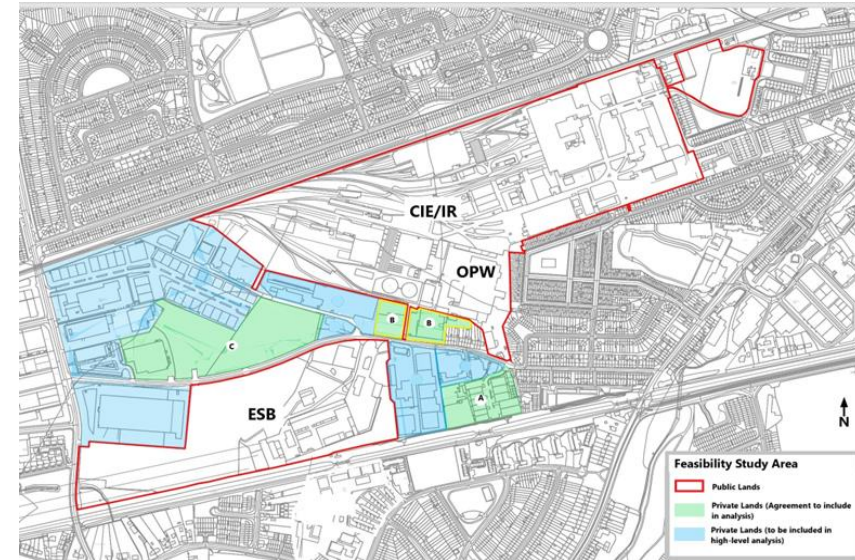 CIE/IR
OPW
B
B
C
A
ESB
N
Feasibility Study Area
Public Lands
Private Lands (Agreement to include
in analysis)
Private Lands (to be included in
high-level analysis)